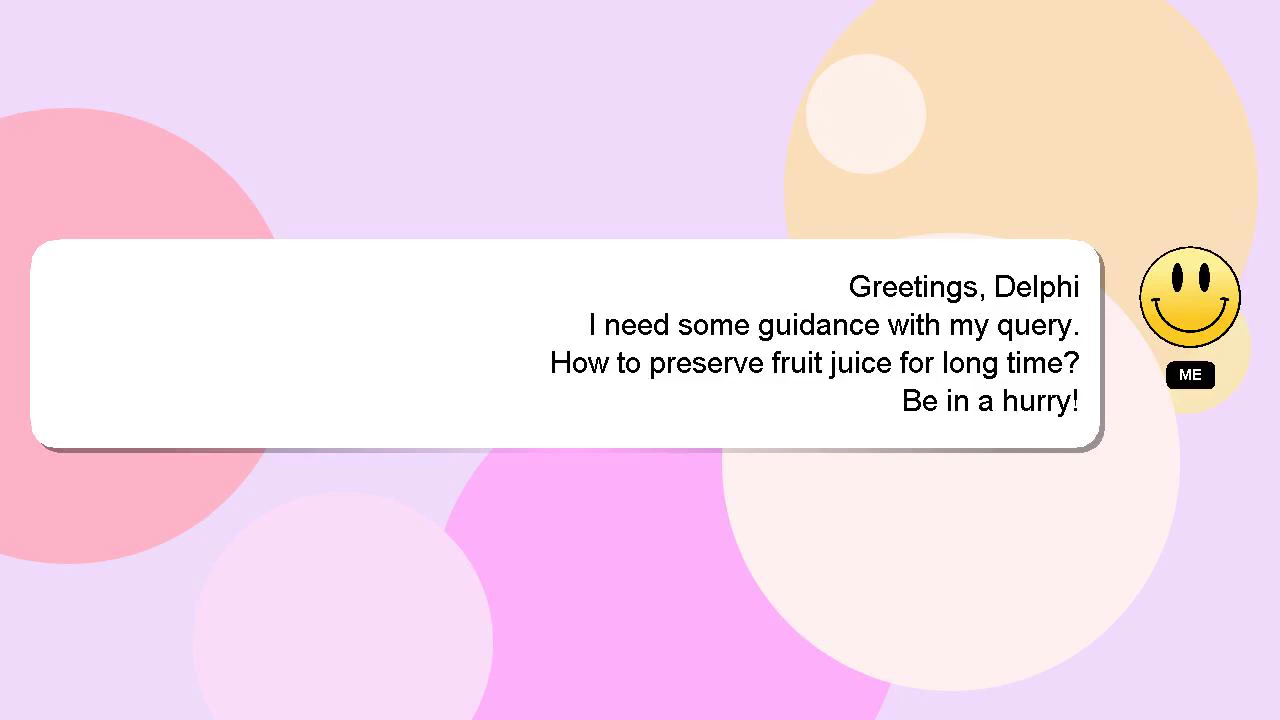 Greetings, Delphi
I need some guidance with my query.
How to preserve fruit juice for long time?
Be in a hurry!
ME